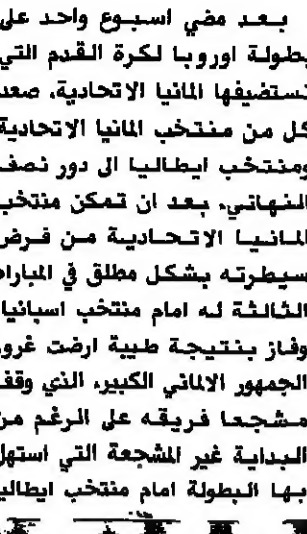 بعد مضي اسبوع واحد على
بطولة اوروبا لكرة القدم التي
تستضيفها المانيا الاتحادية، صعد
كل من منتخب المانيا الاتحادية
ومنتخب ايطاليا الى دور نصف
النهائي، بعد ان تمكن منتخب
المانيا الاتحادية من فرض
سيطرته بشكل مطلق في المباراة
الثالثة له امام منتخب اسبانيا
وفاز بنتيجة طيبة ارضت غرور
الجمهور الالماني الكبير، الذي وقف
مشجعا فريقه على الرغم من
البداية غير المشجعة التي استهل
بها البطولة امام منتخب ايطاليا